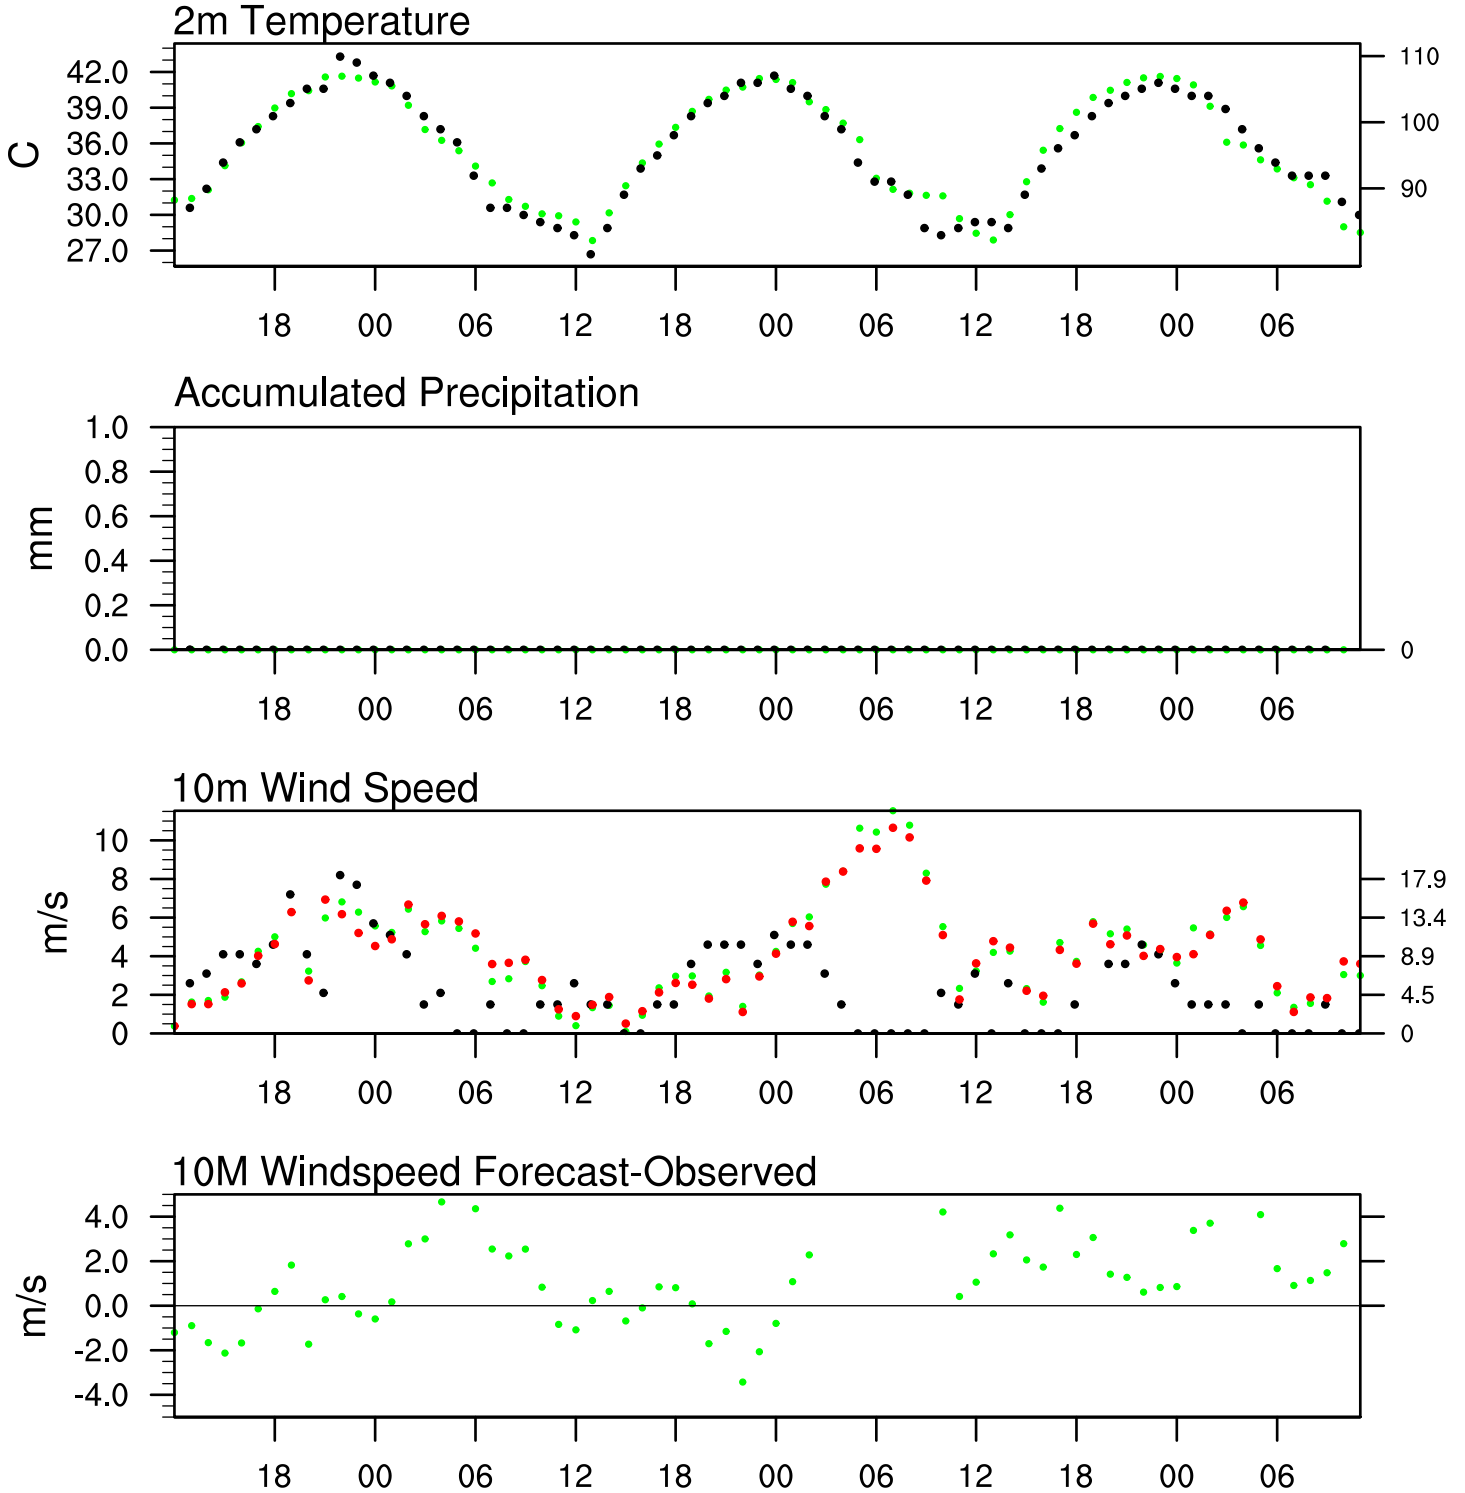 2m Temperature
C
42.0
39.0
36.0
33.0
30.0
27.0
110
100
90
18 00 06 12 18 00 06 12 18 00 06
Accumulated Precipitation
mm
1.0
0.8
0.6
0.4
0.2
0.0
0
18 00 06 12 18 00 06 12 18 00 06
10m Wind Speed
m/s
10
8
6
4
2
0
17.9
13.4
8.9
4.5
0
18 00 06 12 18 00 06 12 18 00 06
10M Windspeed Forecast-Observed
m/s
4.0
2.0
0.0
-2.0
-4.0
18 00 06 12 18 00 06 12 18 00 06